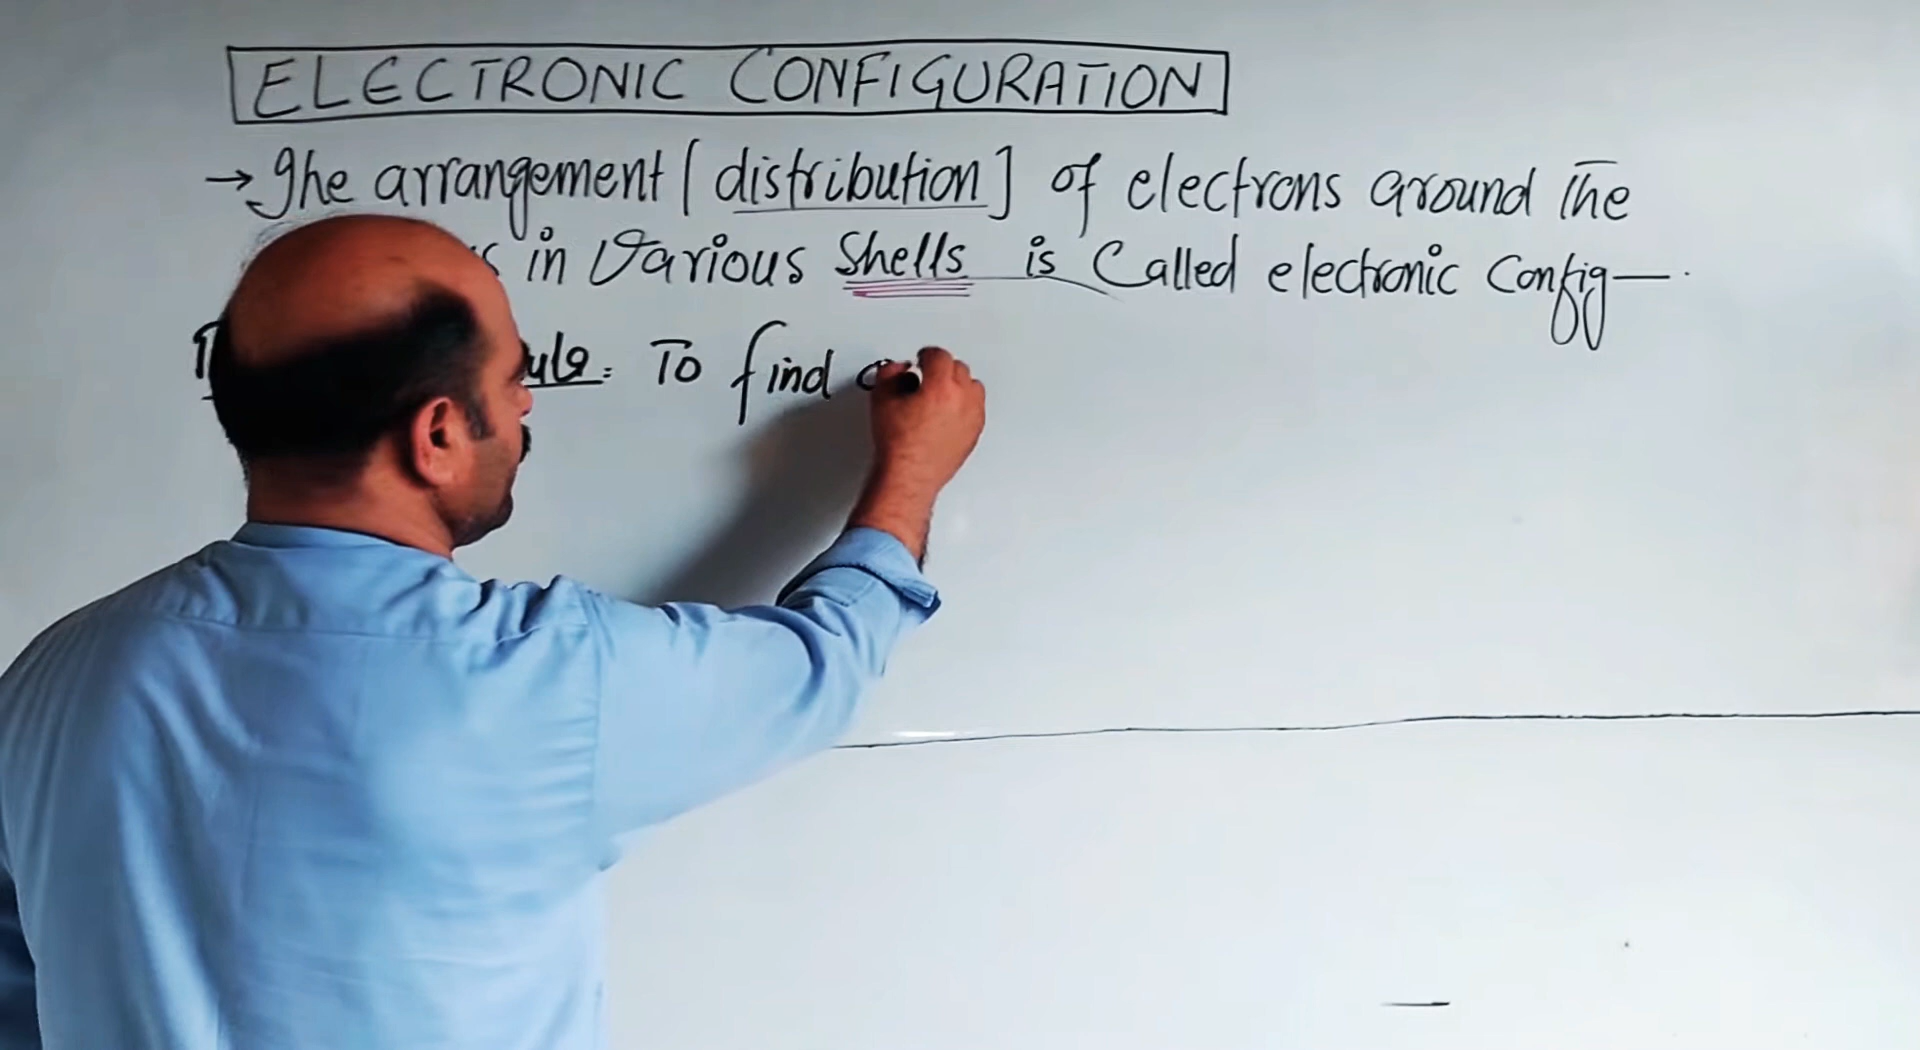 ELECTRONIC CONFIGURATION
→ The arrangement [distribution] of electrons around the
in Various Shells is Called electronic Config—.
To find